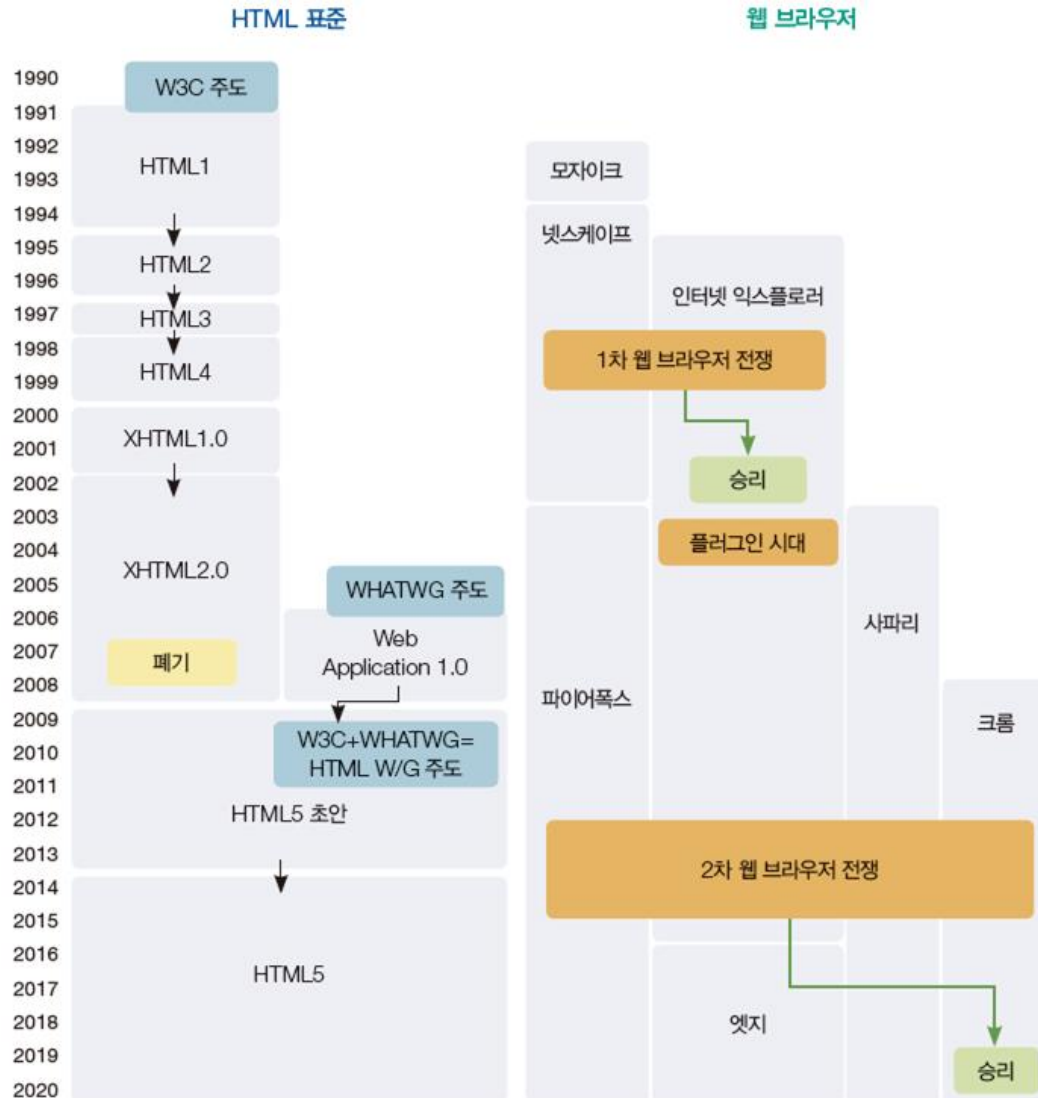 HTML 표준
웹 브라우저
1990
1991
1992
1993
1994
1995
1996
1997
1998
1999
2000
2001
2002
2003
2004
2005
2006
2007
2008
2009
2010
2011
2012
2013
2014
2015
2016
2017
2018
2019
2020
W3C 주도
HTML1
HTML2
HTML3
HTML4
XHTML1.0
XHTML2.0
폐기
WHATWG 주도
Web
Application 1.0
W3C+WHATWG=
HTML W/G 주도
HTML5 초안
HTML5
모자이크
넷스케이프
인터넷 익스플로러
1차 웹 브라우저 전쟁
승리
플러그인 시대
파이어폭스
사파리
크롬
2차 웹 브라우저 전쟁
엣지
승리